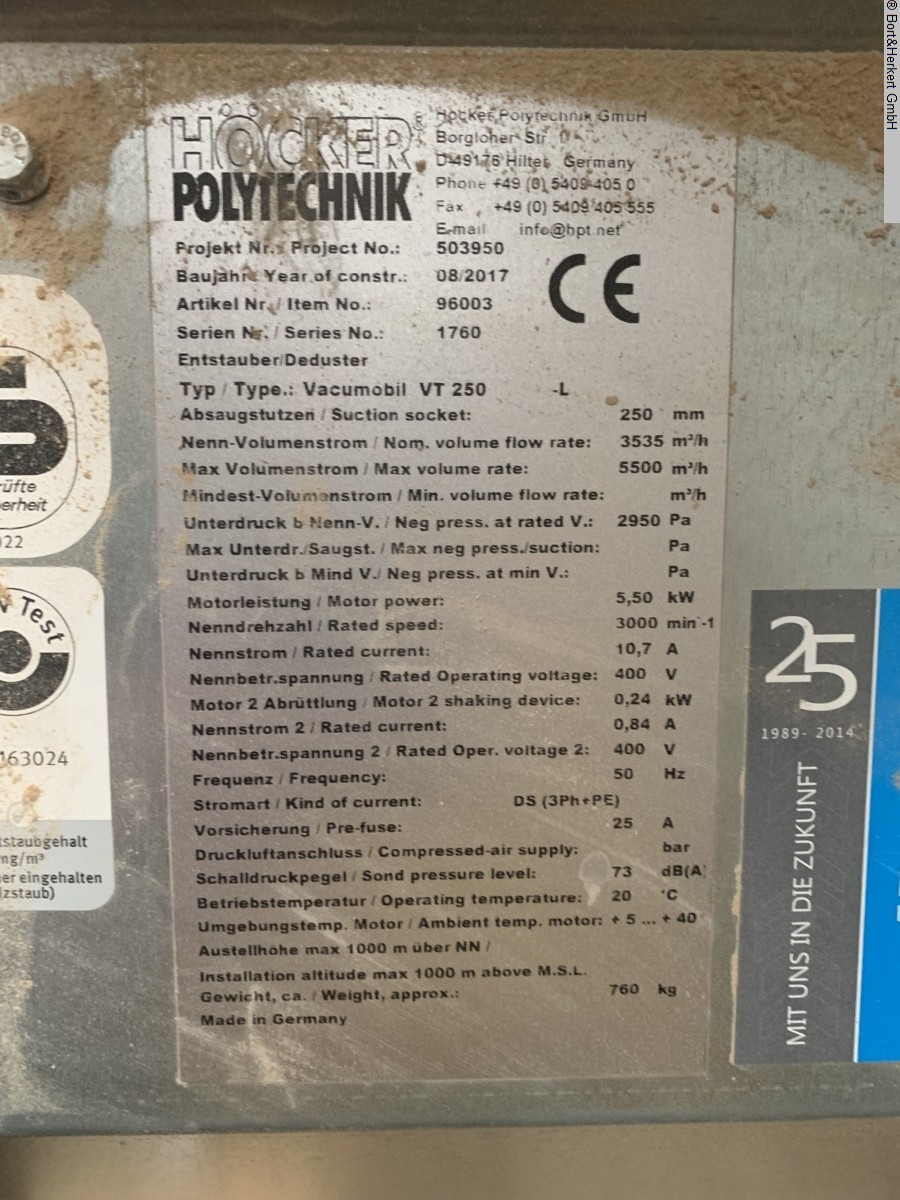 ® Bort&Herkert GmbH
HÖCKER
POLYTECHNIK
Höcker Polytechnik GmbH
Borgloher Str
D-49176 Hilter Germany
Phone +49 (0) 5409 405 0
Fax +49 (0) 5409 405 555
E-mail info@hpt.net
Projekt Nr. Project No.: 503950
Baujahr Year of constr.: 08/2017
CE
Artikel Nr. / Item No.: 96003
Serien Nr. / Series No.: 1760
Entstauber/Deduster
Typ / Type.: Vacumobil VT 250 -L
Absaugstutzen / Suction socket: 250 mm
Nenn-Volumenstrom / Nom. volume flow rate: 3535 m³/h
Max Volumenstrom / Max volume rate: 5500 m³/h
Mindest-Volumenstrom / Min. volume flow rate: m³/h
Unterdruck b Nenn-V. / Neg press. at rated V.: 2950 Pa
Max Unterdr./Saugst. / Max neg press./suction: Pa
Unterdruck b Mind V./ Neg press. at min V.: Pa
Motorleistung / Motor power: 5,50 kW
Nenndrehzahl / Rated speed: 3000 min^-1
Nennstrom / Rated current: 10,7 A
Nennbetr.spannung / Rated Operating voltage: 400 V
Motor 2 Abrüttlung / Motor 2 shaking device: 0,24 kW
Nennstrom 2 / Rated current: 0,84 A
Nennbetr.spannung 2 / Rated Oper. voltage 2: 400 V
Frequenz / Frequency: 50 Hz
Stromart / Kind of current: DS (3Ph+PE)
Vorsicherung / Pre-fuse: 25 A
Druckluftanschluss / Compressed-air supply: bar
Schalldruckpegel / Sond pressure level: 73 dB(A)
Betriebstemperatur / Operating temperature: 20 °C
Umgebungstemp. Motor / Ambient temp. motor: + 5 ... + 40
Austellhöhe max 1000 m über NN /
Installation altitude max 1000 m above M.S.L.
Gewicht, ca. / Weight, approx.: 760 kg
Made in Germany
rüfte
erheit
022
Test
163024
staubgehalt
mg/m³
er eingehalten
zstaub)
25
1989- 2014
MIT UNS IN DIE ZUKUNFT